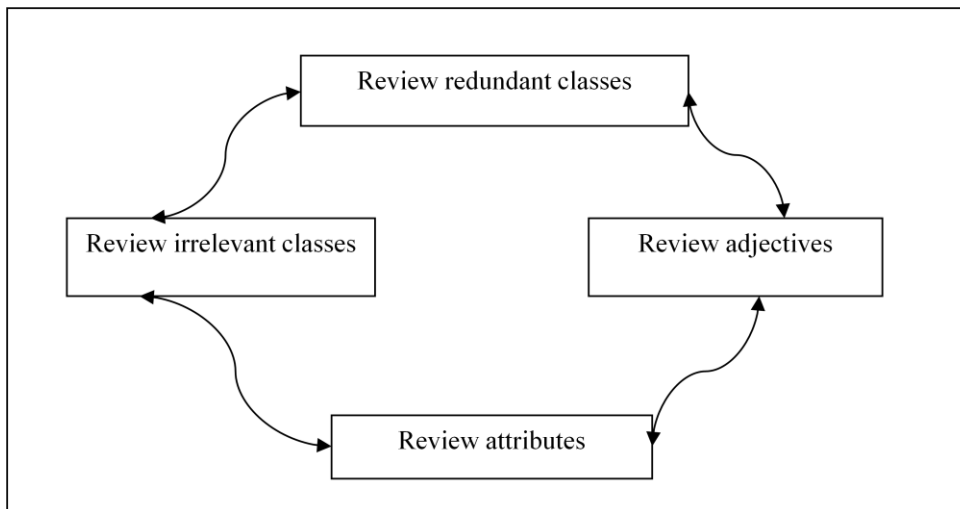 Review redundant classes
Review irrelevant classes
Review adjectives
Review attributes